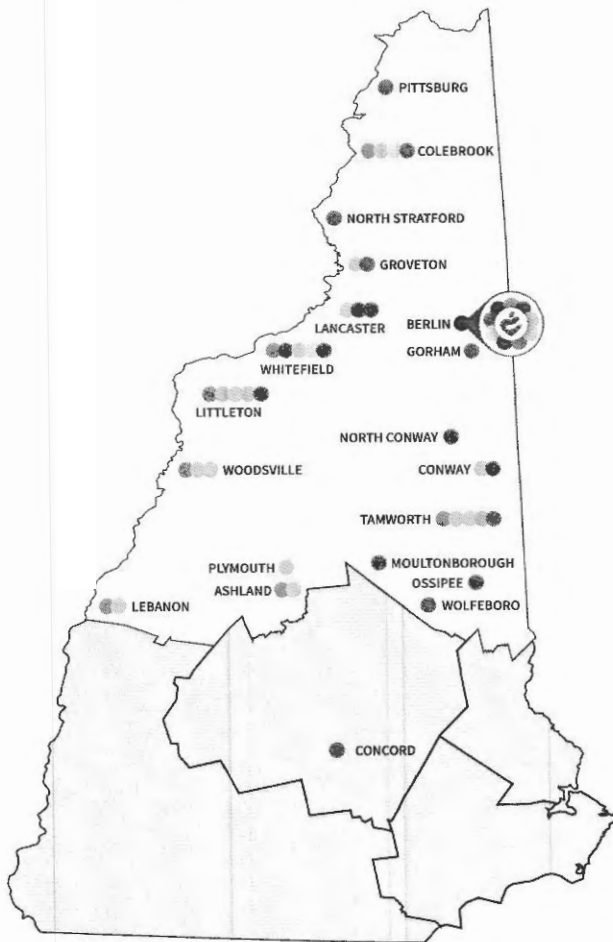 PITTSBURG
COLEBROOK
NORTH STRATFORD
GROVETON
LANCASTER
BERLIN
WHITEFIELD
GORHAM
LITTLETON
NORTH CONWAY
WOODSVILLE
CONWAY
TAMWORTH
PLYMOUTH
MOULTONBOROUGH
ASHLAND
OSSIPEE
LEBANON
WOLFEBORO
CONCORD